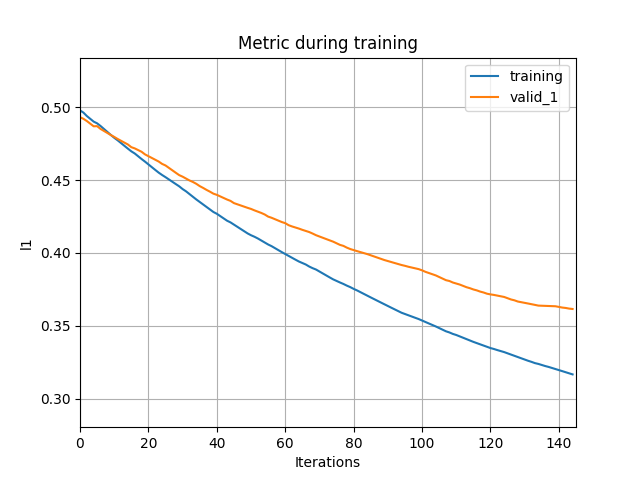 Metric during training
training
valid_1
0.50
0.45
0.40
0.35
0.30
l1
0 20 40 60 80 100 120 140
Iterations